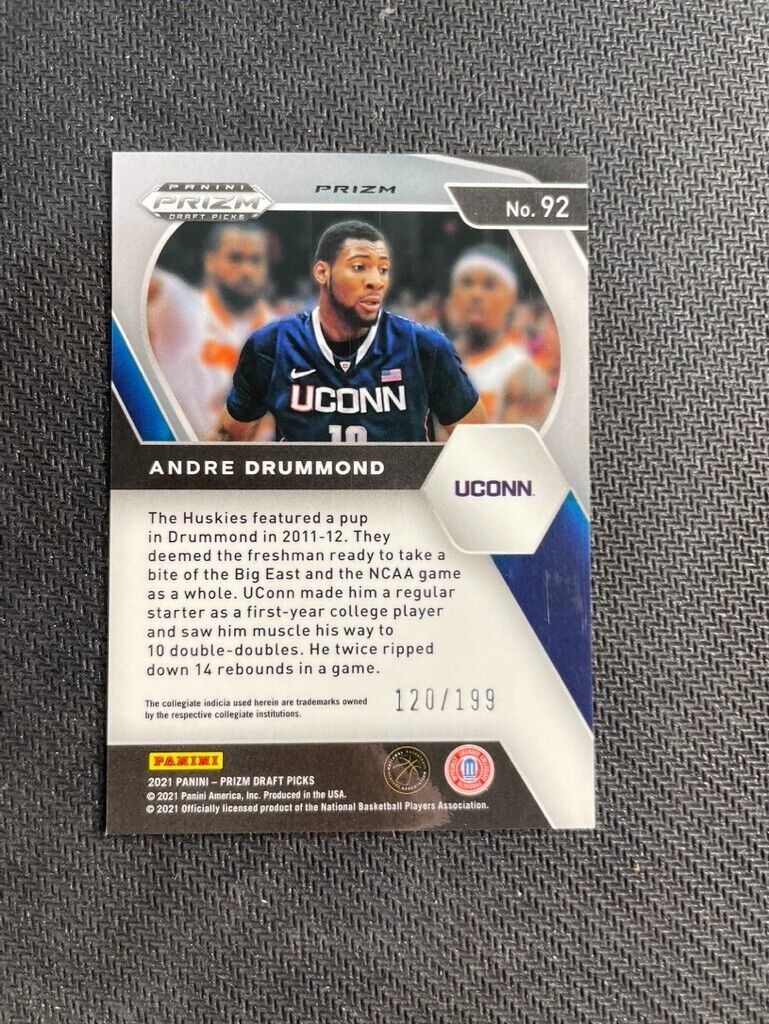 PANINI
PRIZM
DRAFT PICKS
PRIZM
No. 92
UCONN
10
ANDRE DRUMMOND
UCONN
The Huskies featured a pup
in Drummond in 2011-12. They
deemed the freshman ready to take a
bite of the Big East and the NCAA game
as a whole. UConn made him a regular
starter as a first-year college player
and saw him muscle his way to
10 double-doubles. He twice ripped
down 14 rebounds in a game.
The collegiate indicia used herein are trademarks owned
by the respective collegiate institutions.
120/199
PANINI
2021 PANINI – PRIZM DRAFT PICKS
© 2021 Panini America, Inc. Produced in the USA.
© 2021 Officially licensed product of the National Basketball Players Association.